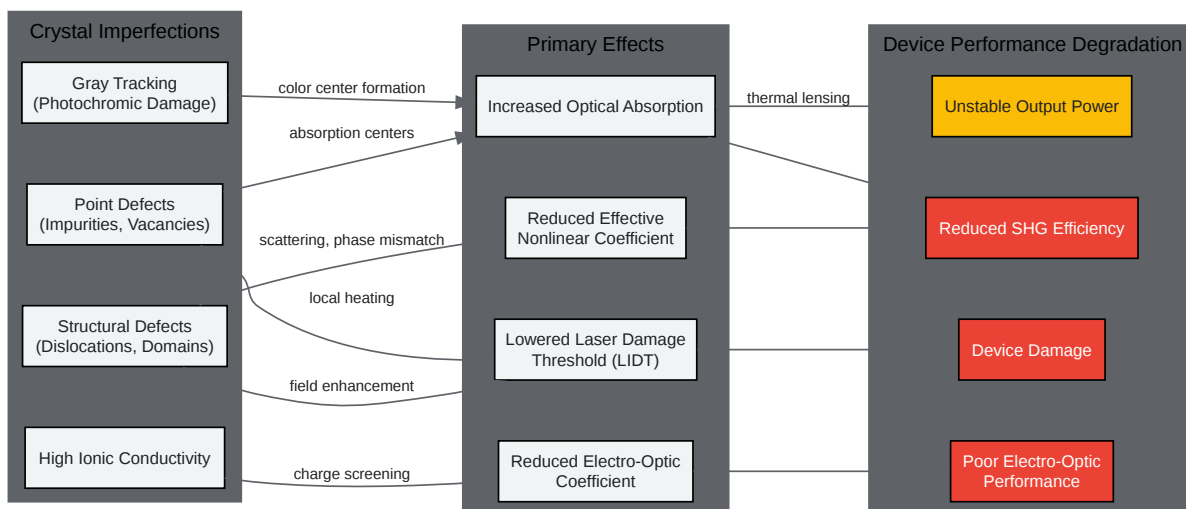 Crystal Imperfections
Gray Tracking
(Photochromic Damage)
Point Defects
(Impurities, Vacancies)
Structural Defects
(Dislocations, Domains)
High Ionic Conductivity
color center formation
absorption centers
scattering, phase mismatch
local heating
field enhancement
charge screening
Primary Effects
Increased Optical Absorption
Reduced Effective
Nonlinear Coefficient
Lowered Laser Damage
Threshold (LIDT)
Reduced Electro-Optic
Coefficient
thermal lensing
Device Performance Degradation
Unstable Output Power
Reduced SHG Efficiency
Device Damage
Poor Electro-Optic
Performance